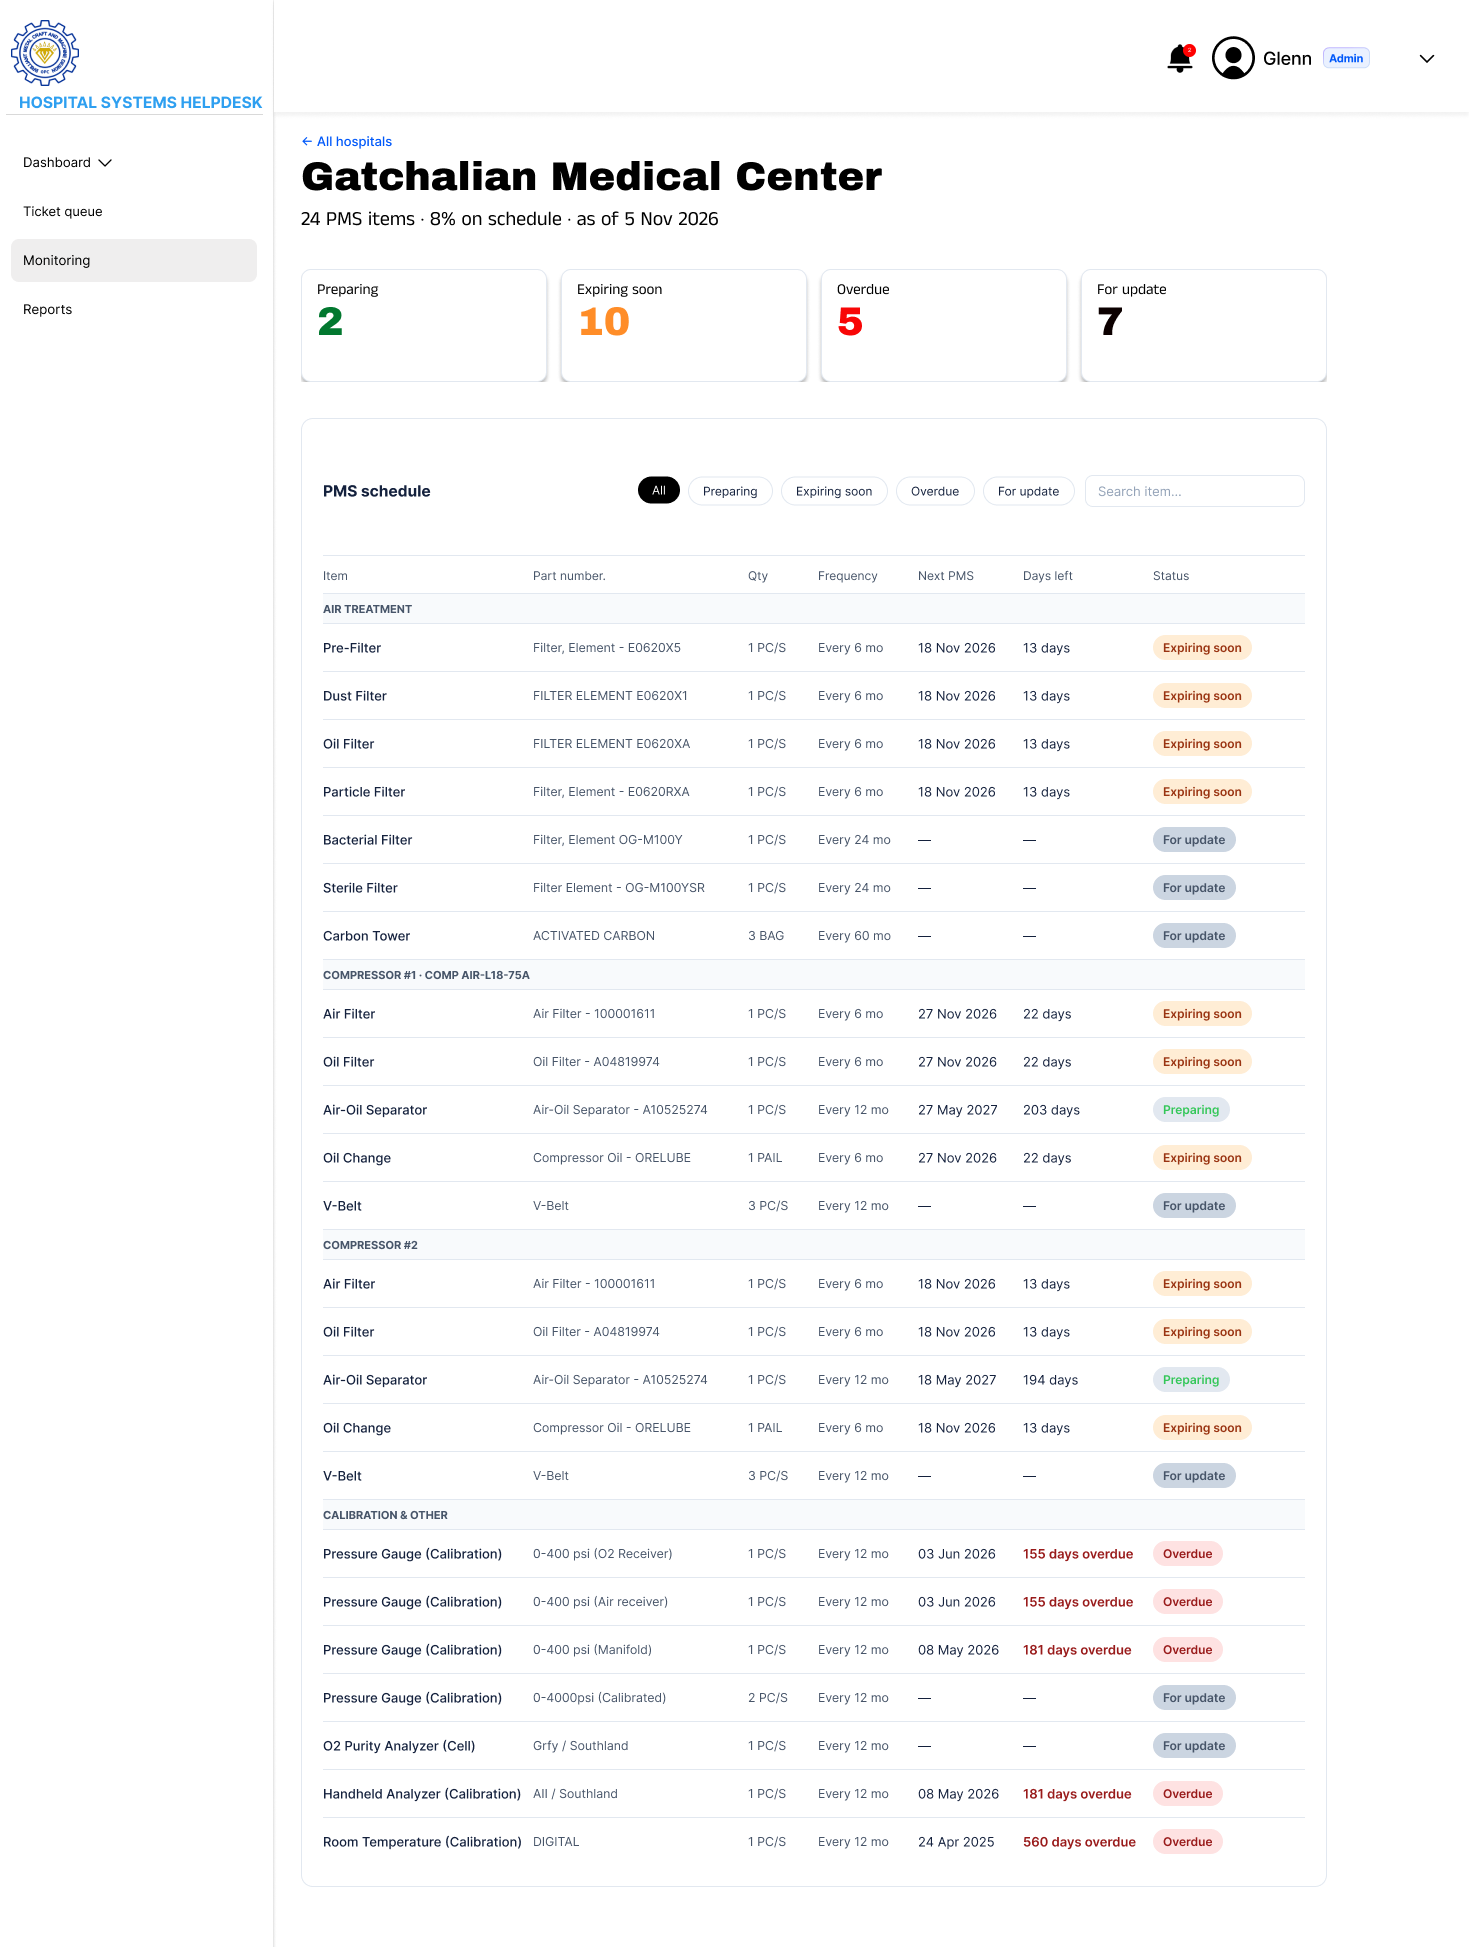 HOSPITAL SYSTEMS HELPDESK
2
Glenn Admin
Dashboard
Ticket queue
Monitoring
Reports
← All hospitals
Gatchalian Medical Center
24 PMS items · 8% on schedule · as of 5 Nov 2026
Preparing
2
Expiring soon
10
Overdue
5
For update
7
PMS schedule
All Preparing Expiring soon Overdue For update Search item...
Item Part number. Qty Frequency Next PMS Days left Status
AIR TREATMENT
Pre-Filter Filter, Element - E0620X5 1 PC/S Every 6 mo 18 Nov 2026 13 days Expiring soon
Dust Filter FILTER ELEMENT E0620X1 1 PC/S Every 6 mo 18 Nov 2026 13 days Expiring soon
Oil Filter FILTER ELEMENT E0620XA 1 PC/S Every 6 mo 18 Nov 2026 13 days Expiring soon
Particle Filter Filter, Element - E0620RXA 1 PC/S Every 6 mo 18 Nov 2026 13 days Expiring soon
Bacterial Filter Filter, Element OG-M100Y 1 PC/S Every 24 mo — — For update
Sterile Filter Filter Element - OG-M100YSR 1 PC/S Every 24 mo — — For update
Carbon Tower ACTIVATED CARBON 3 BAG Every 60 mo — — For update
COMPRESSOR #1 · COMP AIR-L18-75A
Air Filter Air Filter - 100001611 1 PC/S Every 6 mo 27 Nov 2026 22 days Expiring soon
Oil Filter Oil Filter - A04819974 1 PC/S Every 6 mo 27 Nov 2026 22 days Expiring soon
Air-Oil Separator Air-Oil Separator - A10525274 1 PC/S Every 12 mo 27 May 2027 203 days Preparing
Oil Change Compressor Oil - ORELUBE 1 PAIL Every 6 mo 27 Nov 2026 22 days Expiring soon
V-Belt V-Belt 3 PC/S Every 12 mo — — For update
COMPRESSOR #2
Air Filter Air Filter - 100001611 1 PC/S Every 6 mo 18 Nov 2026 13 days Expiring soon
Oil Filter Oil Filter - A04819974 1 PC/S Every 6 mo 18 Nov 2026 13 days Expiring soon
Air-Oil Separator Air-Oil Separator - A10525274 1 PC/S Every 12 mo 18 May 2027 194 days Preparing
Oil Change Compressor Oil - ORELUBE 1 PAIL Every 6 mo 18 Nov 2026 13 days Expiring soon
V-Belt V-Belt 3 PC/S Every 12 mo — — For update
CALIBRATION & OTHER
Pressure Gauge (Calibration) 0-400 psi (O2 Receiver) 1 PC/S Every 12 mo 03 Jun 2026 155 days overdue Overdue
Pressure Gauge (Calibration) 0-400 psi (Air receiver) 1 PC/S Every 12 mo 03 Jun 2026 155 days overdue Overdue
Pressure Gauge (Calibration) 0-400 psi (Manifold) 1 PC/S Every 12 mo 08 May 2026 181 days overdue Overdue
Pressure Gauge (Calibration) 0-4000psi (Calibrated) 2 PC/S Every 12 mo — — For update
O2 Purity Analyzer (Cell) Grfy / Southland 1 PC/S Every 12 mo — — For update
Handheld Analyzer (Calibration) AII / Southland 1 PC/S Every 12 mo 08 May 2026 181 days overdue Overdue
Room Temperature (Calibration) DIGITAL 1 PC/S Every 12 mo 24 Apr 2025 560 days overdue Overdue